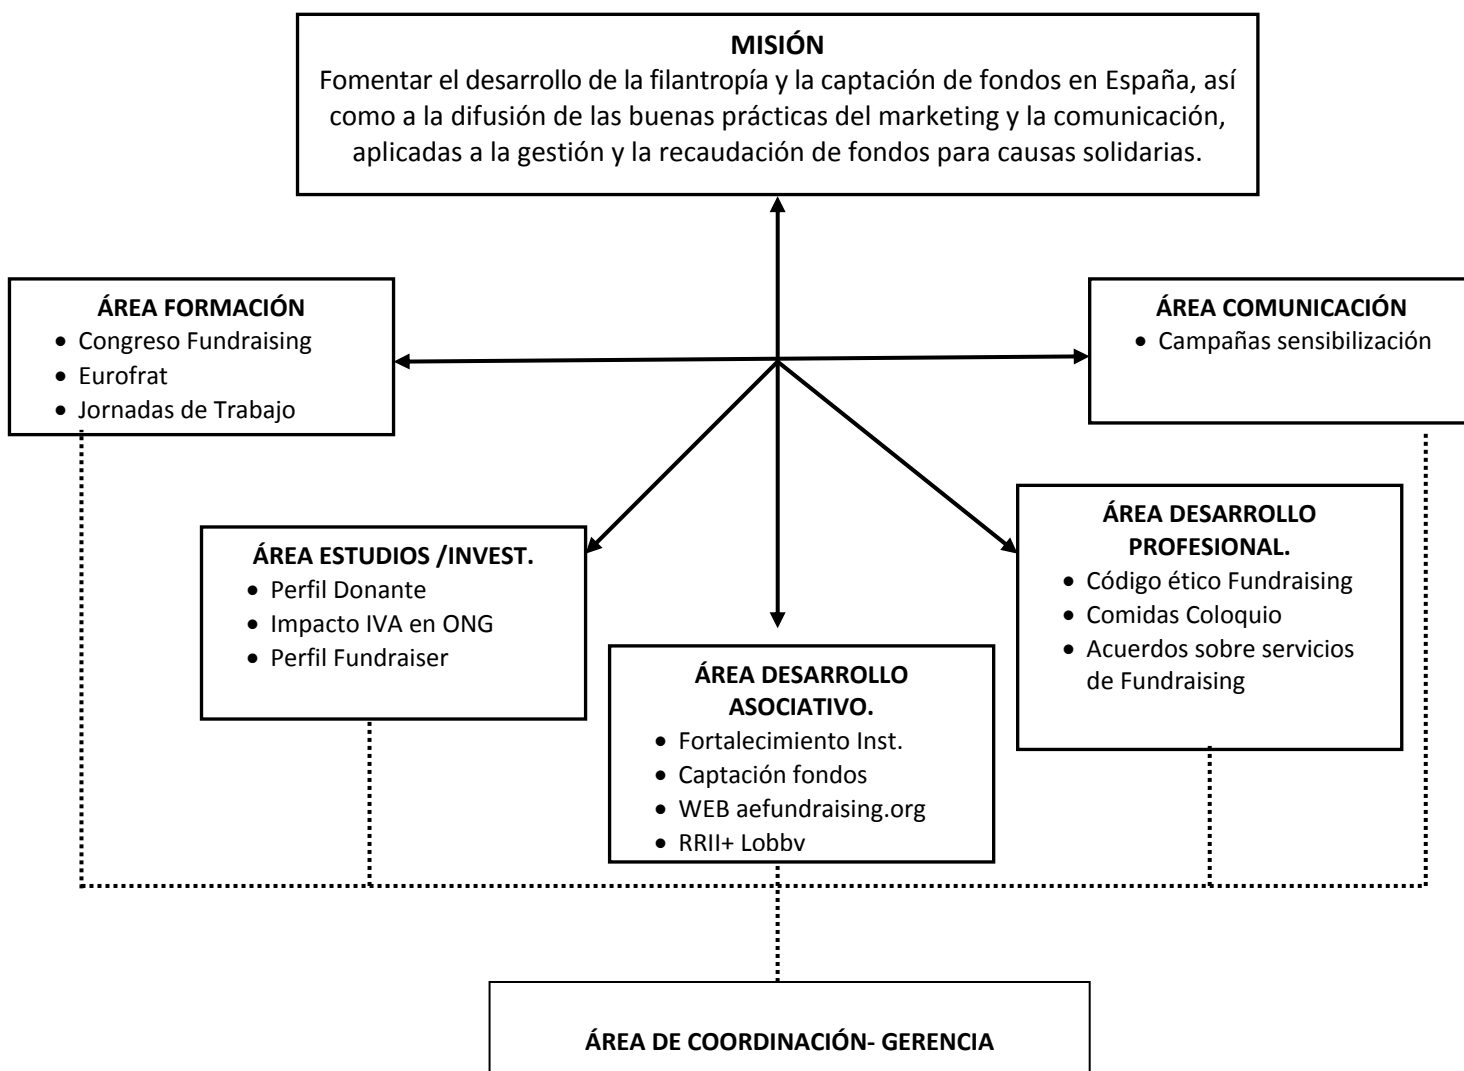 MISIÓN
Fomentar el desarrollo de la filantropía y la captación de fondos en España, así
como a la difusión de las buenas prácticas del marketing y la comunicación,
aplicadas a la gestión y la recaudación de fondos para causas solidarias.
ÁREA FORMACIÓN
• Congreso Fundraising
• Eurofrat
• Jornadas de Trabajo
ÁREA COMUNICACIÓN
• Campañas sensibilización
ÁREA ESTUDIOS /INVEST.
• Perfil Donante
• Impacto IVA en ONG
• Perfil Fundraiser
ÁREA DESARROLLO
ASOCIATIVO.
• Fortalecimiento Inst.
• Captación fondos
• WEB aefundraising.org
• RRII+ Lobby
ÁREA DESARROLLO
PROFESIONAL.
• Código ético Fundraising
• Comidas Coloquio
• Acuerdos sobre servicios
de Fundraising
ÁREA DE COORDINACIÓN- GERENCIA